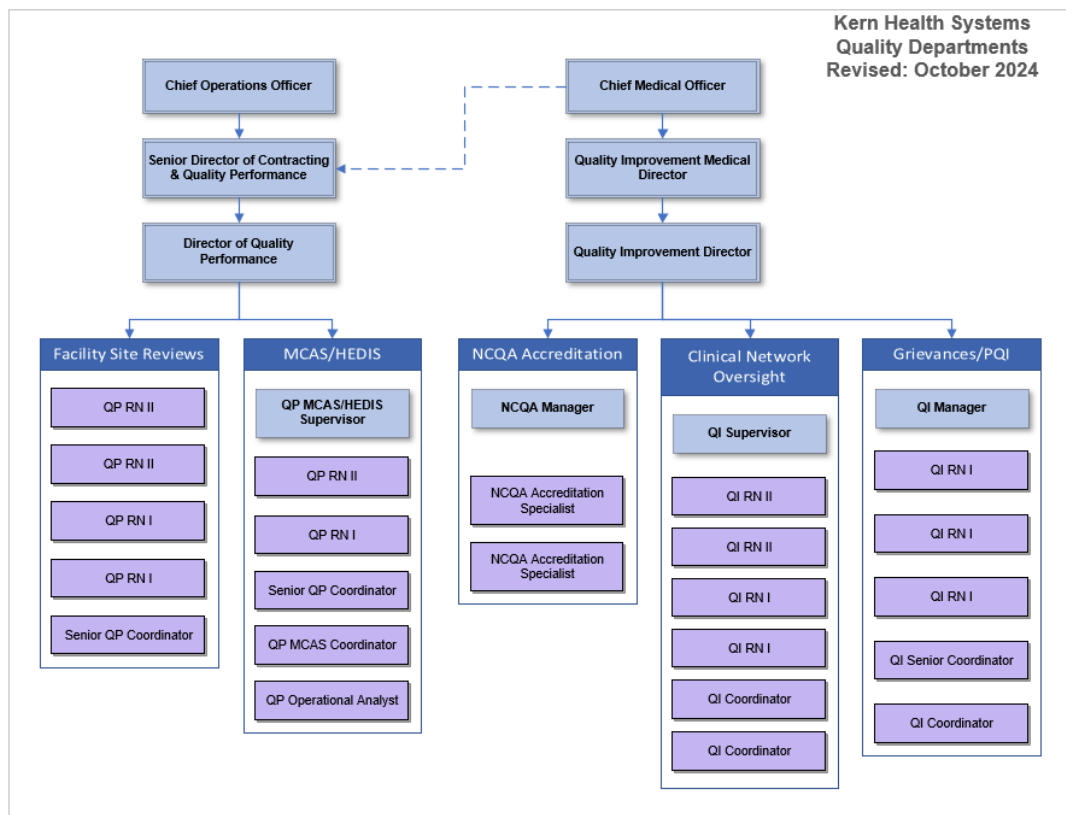 Kern Health Systems
Quality Departments
Revised: October 2024
Chief Operations Officer
Chief Medical Officer
Senior Director of Contracting
& Quality Performance
Quality Improvement Medical
Director
Director of Quality
Performance
Quality Improvement Director
Facility Site Reviews
QP RN II
QP RN II
QP RN I
QP RN I
Senior QP Coordinator
MCAS/HEDIS
QP MCAS/HEDIS
Supervisor
QP RN II
QP RN I
Senior QP Coordinator
QP MCAS Coordinator
QP Operational Analyst
NCQA Accreditation
NCQA Manager
NCQA Accreditation
Specialist
NCQA Accreditation
Specialist
Clinical Network
Oversight
QI Supervisor
QI RN II
QI RN II
QI RN I
QI RN I
QI Coordinator
QI Coordinator
Grievances/PQI
QI Manager
QI RN I
QI RN I
QI RN I
QI Senior Coordinator
QI Coordinator